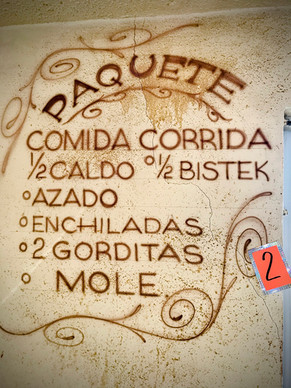 PAQUETE
COMIDA CORRIDA
1/2 CALDO o 1/2 BISTEK
o AZADO
o ENCHILADAS
o 2 GORDITAS
o MOLE
2